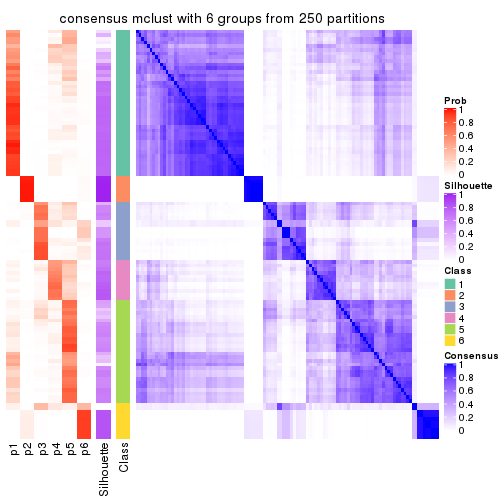 consensus mclust with 6 groups from 250 partitions
Prob
1
0.8
0.6
0.4
0.2
0
Silhouette
1
0.8
0.6
0.4
0.2
0
Class
1
2
3
4
5
6
Consensus
1
0.8
0.6
0.4
0.2
0
p1
p2
p3
p4
p5
p6
Silhouette
Class